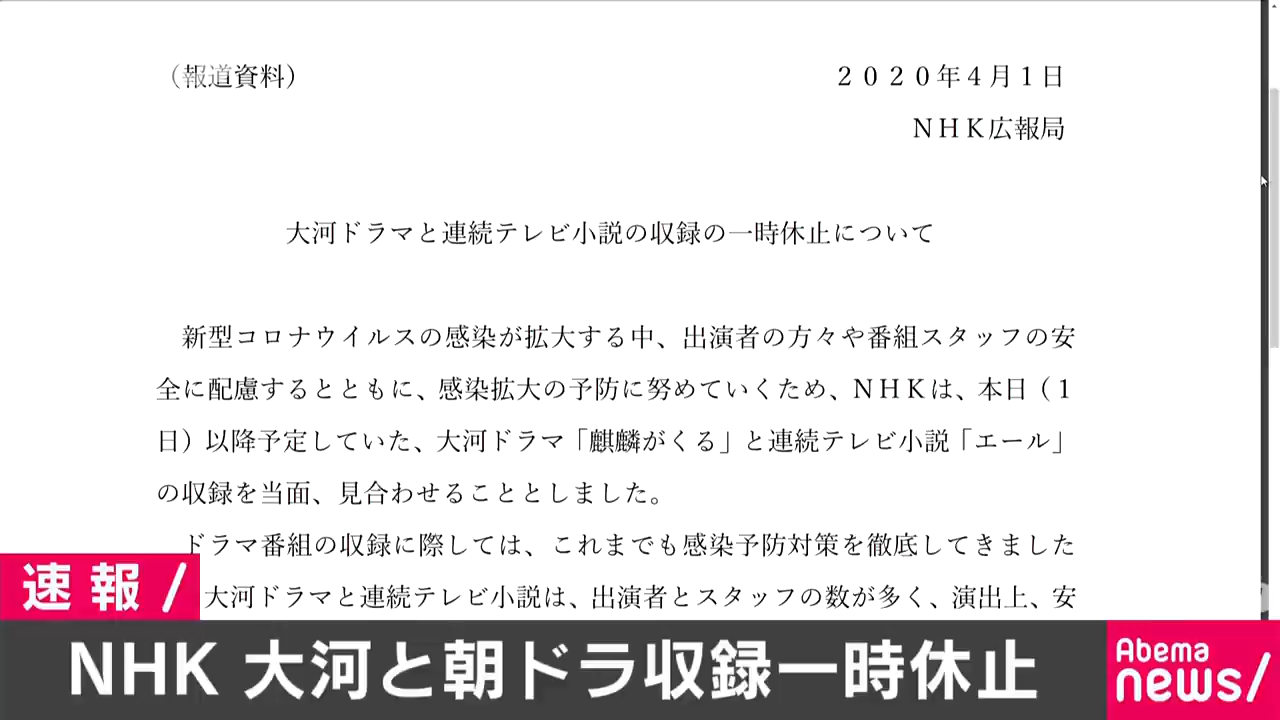 （報道資料）
２０２０年４月１日
ＮＨＫ広報局
大河ドラマと連続テレビ小説の収録の一時休止について
新型コロナウイルスの感染が拡大する中、出演者の方々や番組スタッフの安
全に配慮するとともに、感染拡大の予防に努めていくため、ＮＨＫは、本日（１
日）以降予定していた、大河ドラマ「麒麟がくる」と連続テレビ小説「エール」
の収録を当面、見合わせることとしました。
ドラマ番組の収録に際しては、これまでも感染予防対策を徹底してきました
大河ドラマと連続テレビ小説は、出演者とスタッフの数が多く、演出上、安
速報/
NHK 大河と朝ドラ収録一時休止
Abema
news/